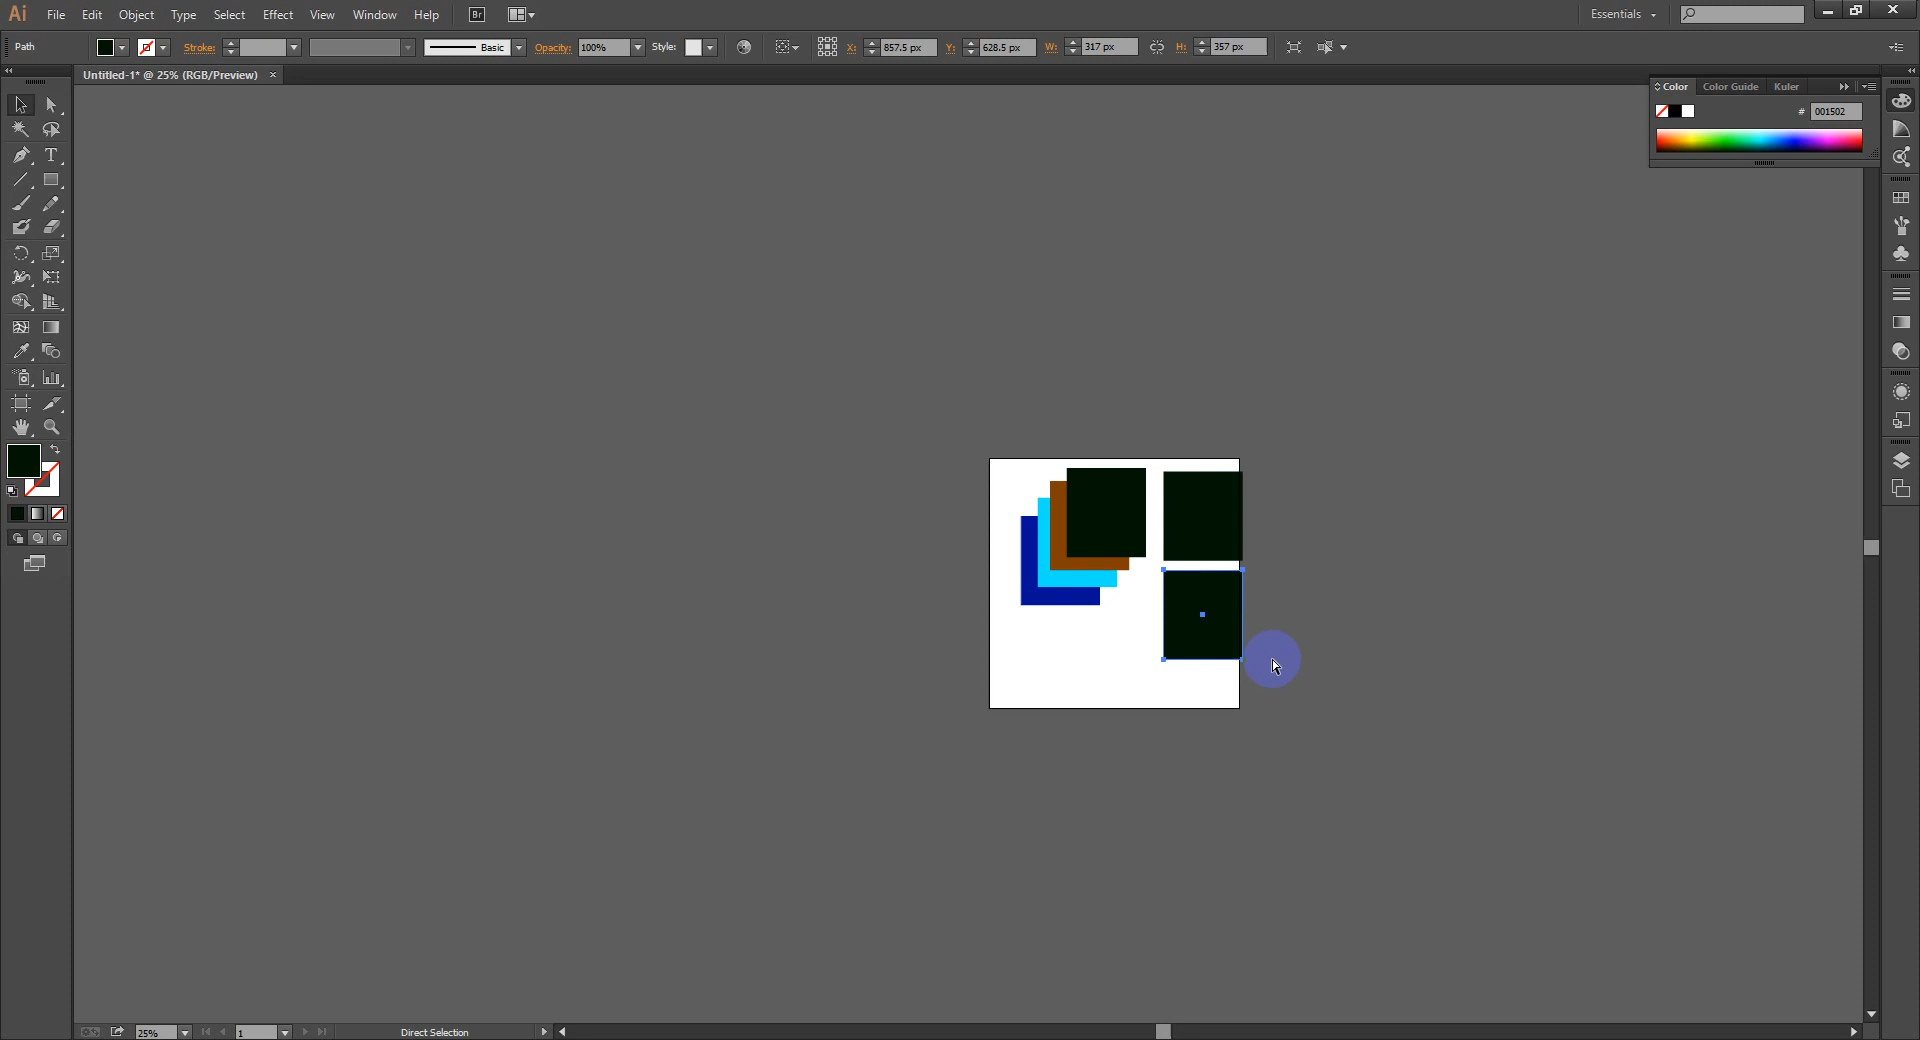 Ai File Edit Object Type Select Effect View Window Help Br Essentials
Path Stroke: Basic Opacity: 100% Style: X: 857.5 px Y: 628.5 px W: 317 px H: 357 px
Untitled-1* @ 25% (RGB/Preview) ×
Color Color Guide Kuler
# 001502
T
25% 1 Direct Selection